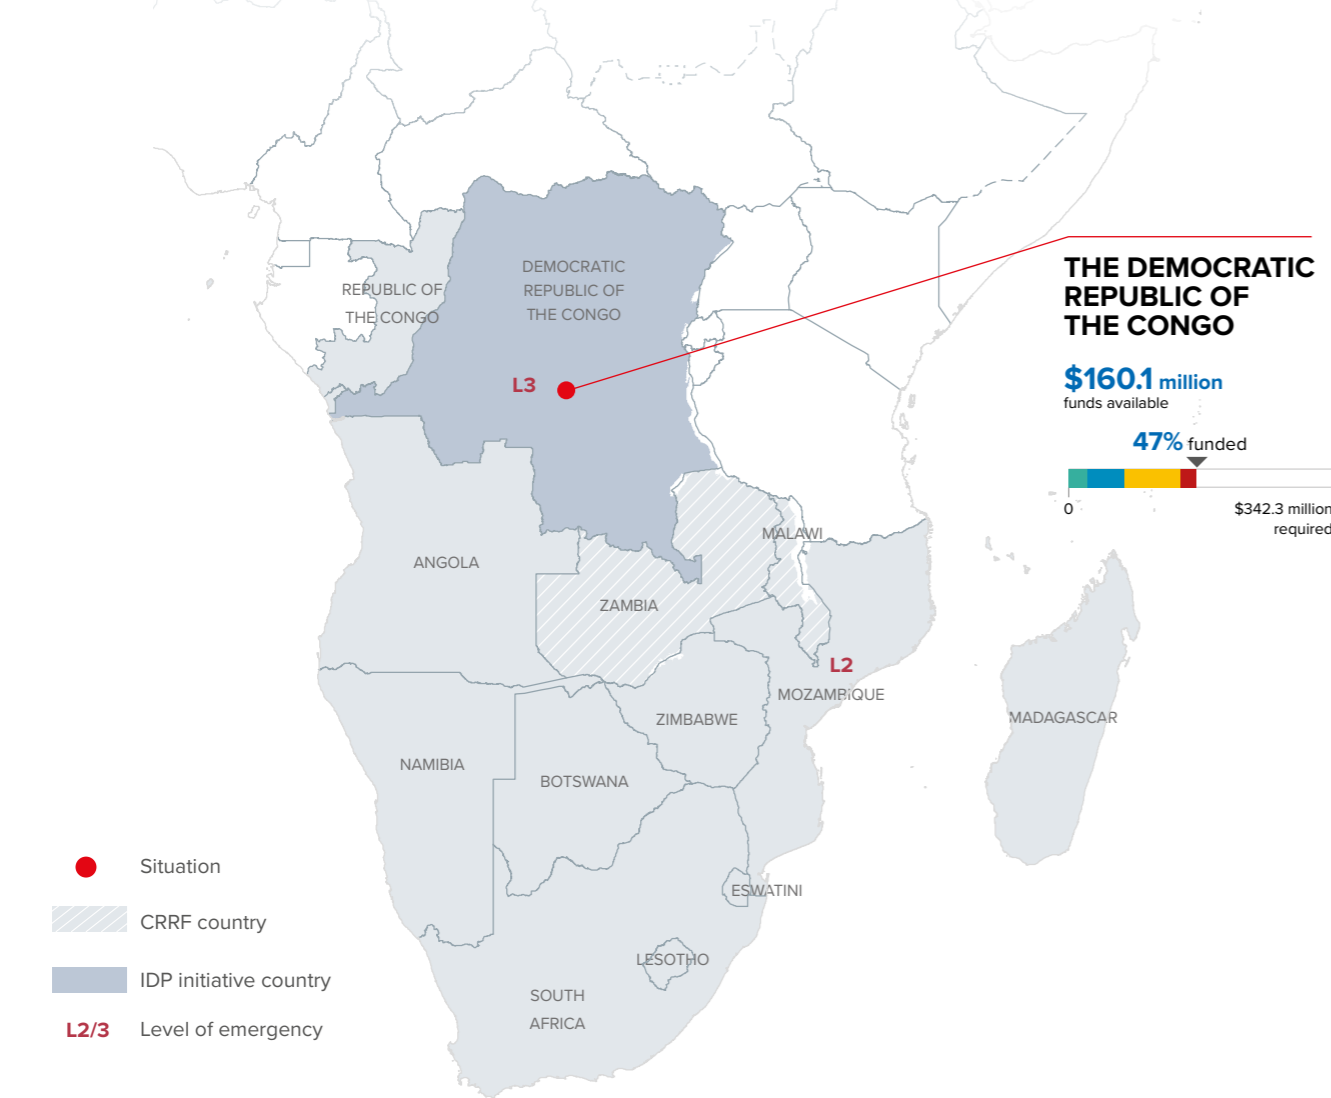 DEMOCRATIC
REPUBLIC OF
THE CONGO
REPUBLIC OF
THE CONGO
L3
THE DEMOCRATIC
REPUBLIC OF
THE CONGO
$160.1 million
funds available
47% funded
0
$342.3 million
required
MALAWI
ANGOLA
ZAMBIA
L2
MOZAMBIQUE
ZIMBABWE
MADAGASCAR
NAMIBIA
BOTSWANA
ESWATINI
LESOTHO
SOUTH
AFRICA
Situation
CRRF country
IDP initiative country
L2/3 Level of emergency